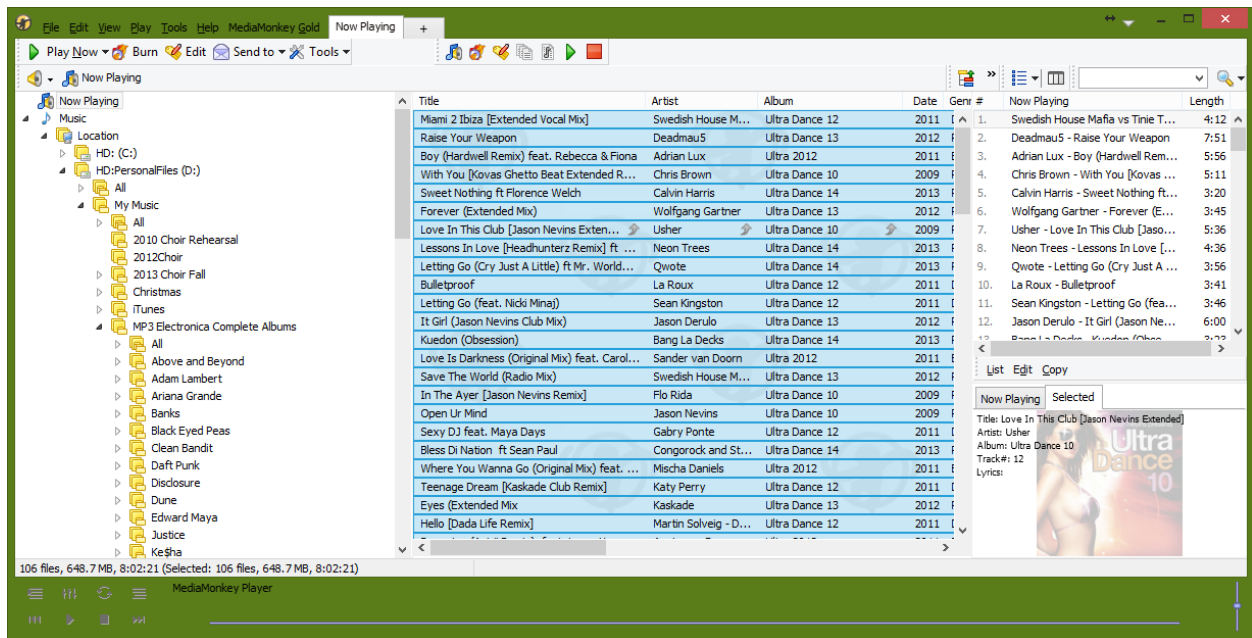 File Edit View Play Tools Help MediaMonkey Gold Now Playing +
Play Now Burn Edit Send to Tools
Now Playing »
Now Playing
Music
Location
HD: (C:)
HD:PersonalFiles (D:)
All
My Music
All
2010 Choir Rehearsal
2012Choir
2013 Choir Fall
Christmas
iTunes
MP3 Electronica Complete Albums
All
Above and Beyond
Adam Lambert
Ariana Grande
Banks
Black Eyed Peas
Clean Bandit
Daft Punk
Disclosure
Dune
Edward Maya
Justice
Ke$ha
Title Artist Album Date Genr
Miami 2 Ibiza [Extended Vocal Mix] Swedish House M... Ultra Dance 12 2011
Raise Your Weapon Deadmau5 Ultra Dance 13 2012
Boy (Hardwell Remix) feat. Rebecca & Fiona Adrian Lux Ultra 2012 2011
With You [Kovas Ghetto Beat Extended R... Chris Brown Ultra Dance 10 2009
Sweet Nothing ft Florence Welch Calvin Harris Ultra Dance 14 2013
Forever (Extended Mix) Wolfgang Gartner Ultra Dance 13 2012
Love In This Club [Jason Nevins Exten... Usher Ultra Dance 10 2009
Lessons In Love [Headhunterz Remix] ft ... Neon Trees Ultra Dance 14 2013
Letting Go (Cry Just A Little) ft Mr. World... Qwote Ultra Dance 14 2013
Bulletproof La Roux Ultra Dance 12 2011
Letting Go (feat. Nicki Minaj) Sean Kingston Ultra Dance 12 2011
It Girl (Jason Nevins Club Mix) Jason Derulo Ultra Dance 13 2012
Kuedon (Obsession) Bang La Decks Ultra Dance 14 2013
Love Is Darkness (Original Mix) feat. Carol... Sander van Doorn Ultra 2012 2011
Save The World (Radio Mix) Swedish House M... Ultra Dance 13 2012
In The Ayer [Jason Nevins Remix] Flo Rida Ultra Dance 10 2009
Open Ur Mind Jason Nevins Ultra Dance 10 2009
Sexy DJ feat. Maya Days Gabry Ponte Ultra Dance 12 2011
Bless Di Nation ft Sean Paul Congorock and St... Ultra Dance 14 2013
Where You Wanna Go (Original Mix) feat. ... Mischa Daniels Ultra 2012 2011
Teenage Dream [Kaskade Club Remix] Katy Perry Ultra Dance 12 2011
Eyes (Extended Mix Kaskade Ultra Dance 13 2012
Hello [Dada Life Remix] Martin Solveig - D... Ultra Dance 12 2011
# Now Playing Length
1. Swedish House Mafia vs Tinie T... 4:12
2. Deadmau5 - Raise Your Weapon 7:51
3. Adrian Lux - Boy (Hardwell Rem... 5:56
4. Chris Brown - With You [Kovas ... 5:11
5. Calvin Harris - Sweet Nothing ft... 3:20
6. Wolfgang Gartner - Forever (E... 3:45
7. Usher - Love In This Club [Jaso... 5:36
8. Neon Trees - Lessons In Love [... 4:36
9. Qwote - Letting Go (Cry Just A ... 3:56
10. La Roux - Bulletproof 3:41
11. Sean Kingston - Letting Go (fea... 3:46
12. Jason Derulo - It Girl (Jason Ne... 6:00
List Edit Copy
Now Playing Selected
Title: Love In This Club [Jason Nevins Extended]
Artist: Usher
Album: Ultra Dance 10
Track#: 12
Lyrics:
Ultra
Dance
10
106 files, 648.7 MB, 8:02:21 (Selected: 106 files, 648.7 MB, 8:02:21)
MediaMonkey Player